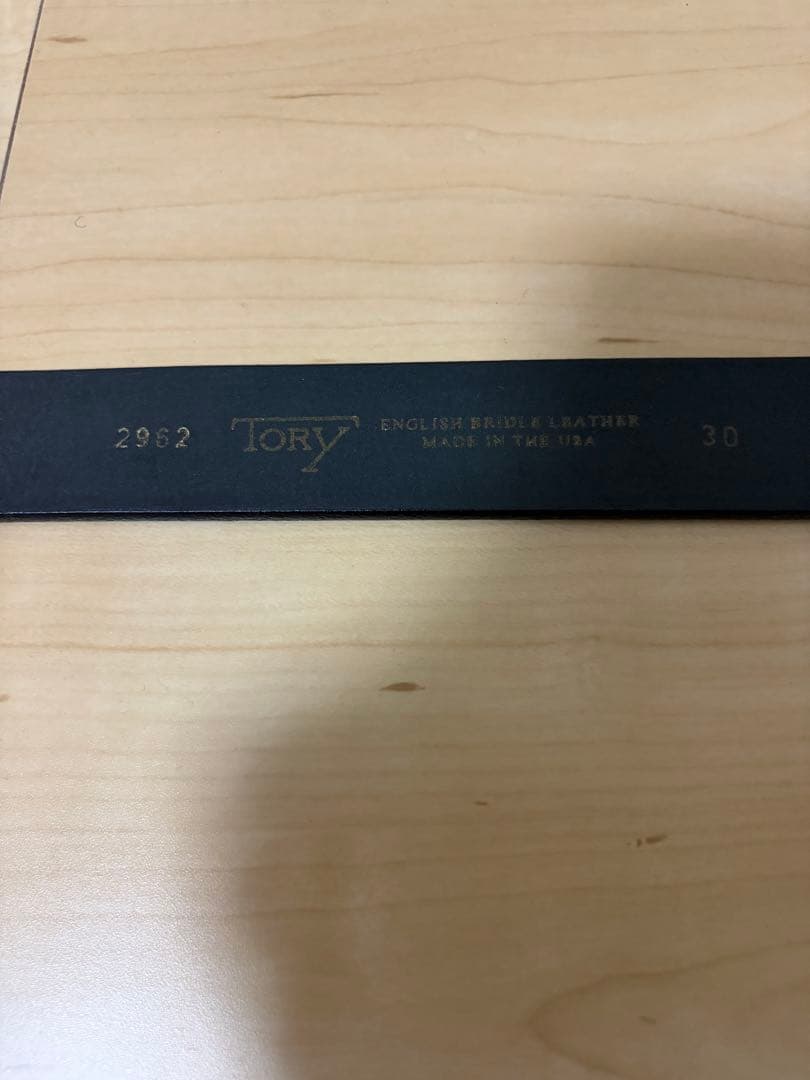 2962 TORY ENGLISH BRIDLE LEATHER 30
MADE IN THE USA